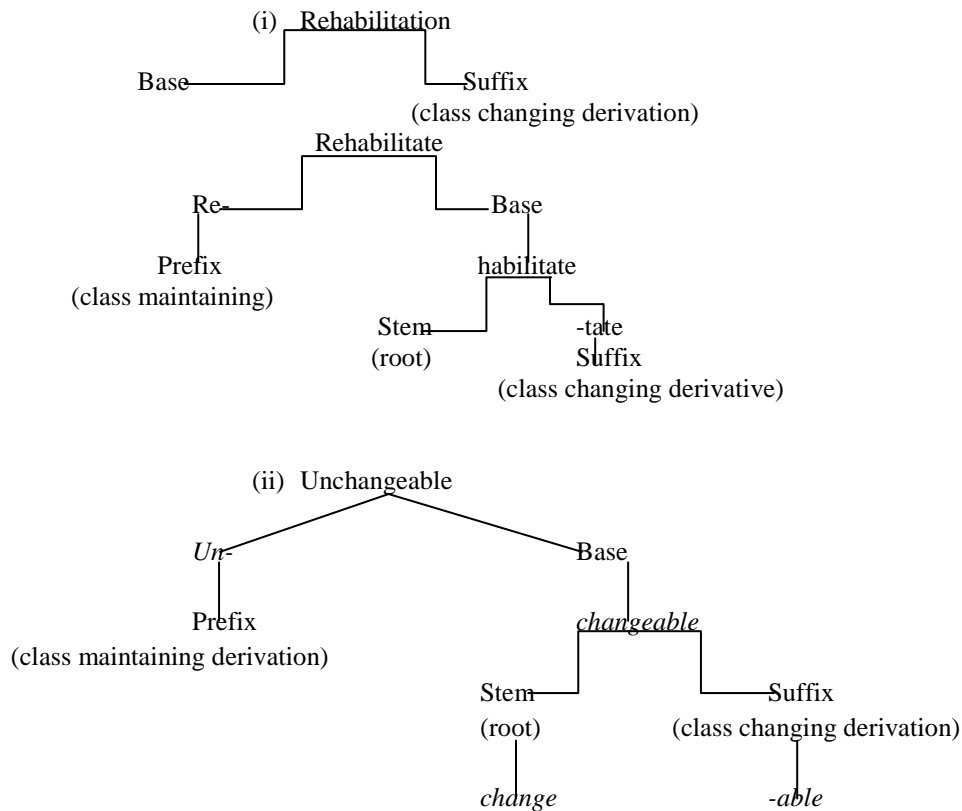 (i) Rehabilitation
Base Suffix
(class changing derivation)
Rehabilitate
Re- Base
Prefix habilitate
(class maintaining)
Stem -tate
(root) Suffix
(class changing derivative)
(ii) Unchangeable
Un- Base
Prefix changeable
(class maintaining derivation)
Stem Suffix
(root) (class changing derivation)
change -able